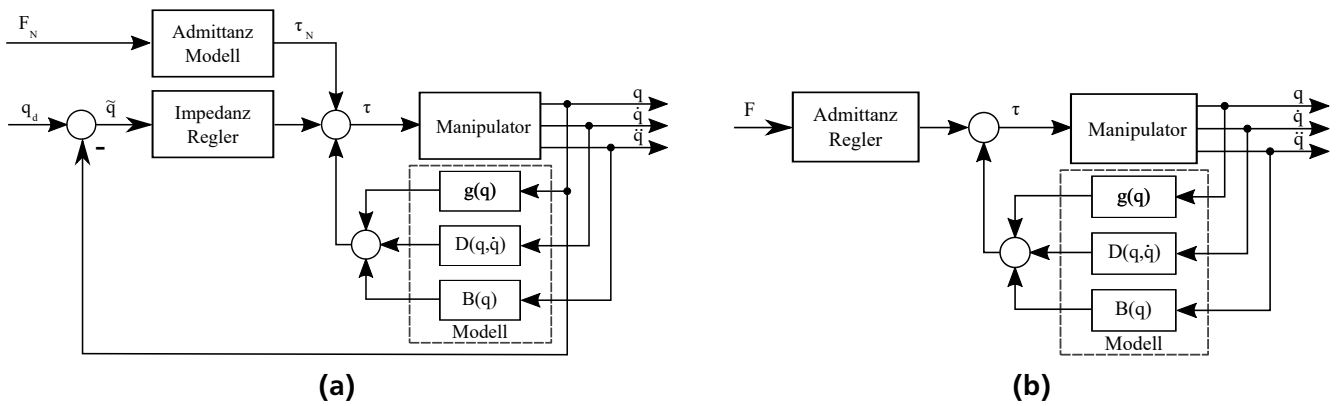 F_N
Admittanz
Modell
τ_N
q_d
q̃
-
Impedanz
Regler
τ
Manipulator
q
q̇
q̈
g(q)
D(q,q̇)
B(q)
Modell
(a)
F
Admittanz
Regler
τ
Manipulator
q
q̇
q̈
g(q)
D(q,q̇)
B(q)
Modell
(b)